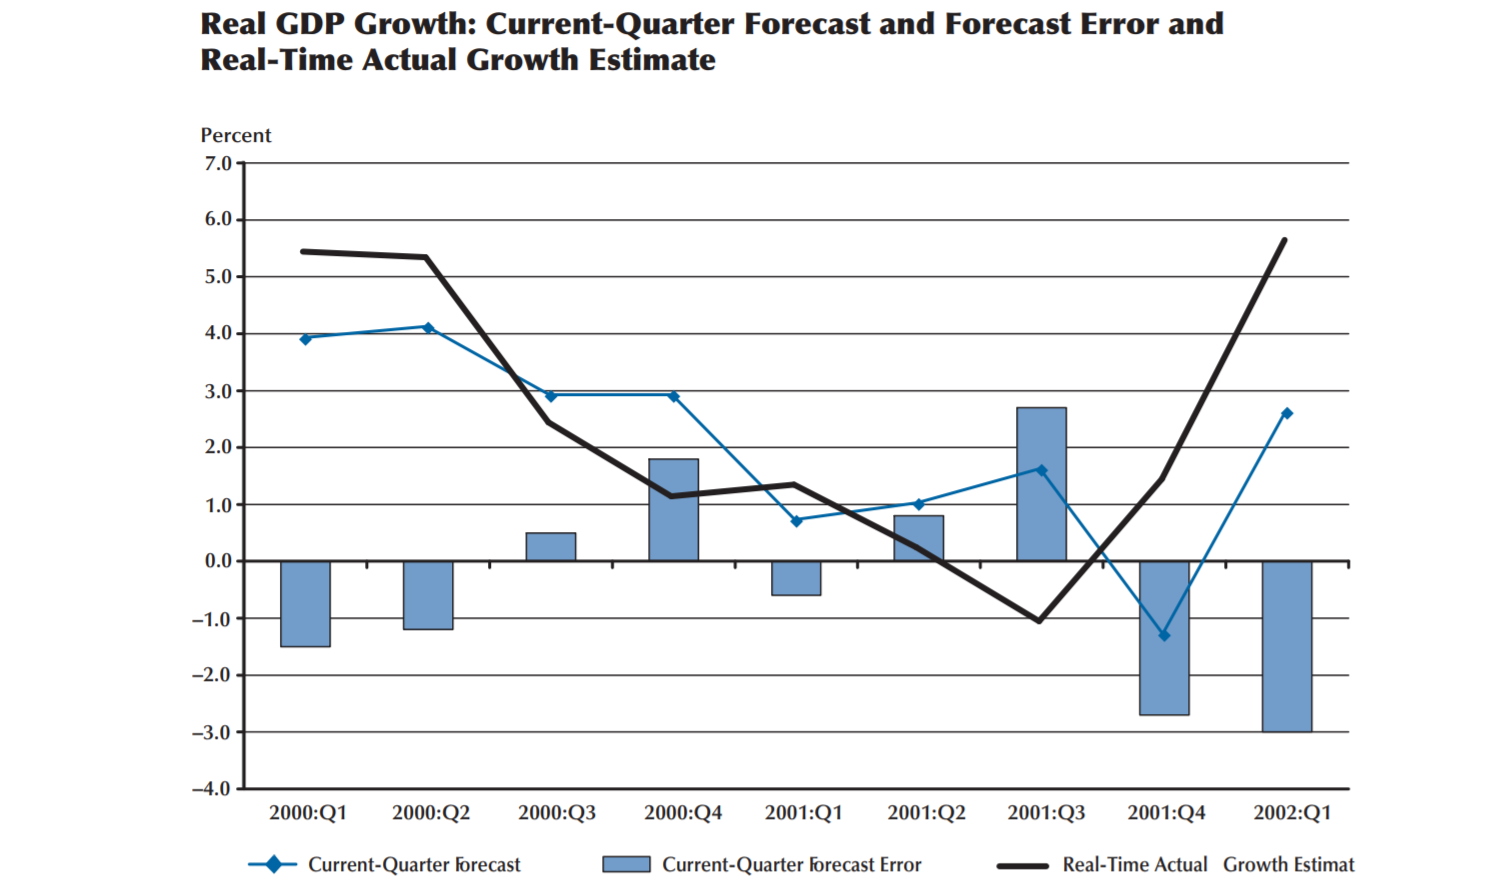 Real GDP Growth: Current-Quarter Forecast and Forecast Error and
Real-Time Actual Growth Estimate
Percent
7.0
6.0
5.0
4.0
3.0
2.0
1.0
0.0
–1.0
–2.0
–3.0
–4.0
2000:Q1 2000:Q2 2000:Q3 2000:Q4 2001:Q1 2001:Q2 2001:Q3 2001:Q4 2002:Q1
Current-Quarter Forecast Current-Quarter Forecast Error Real-Time Actual Growth Estimat